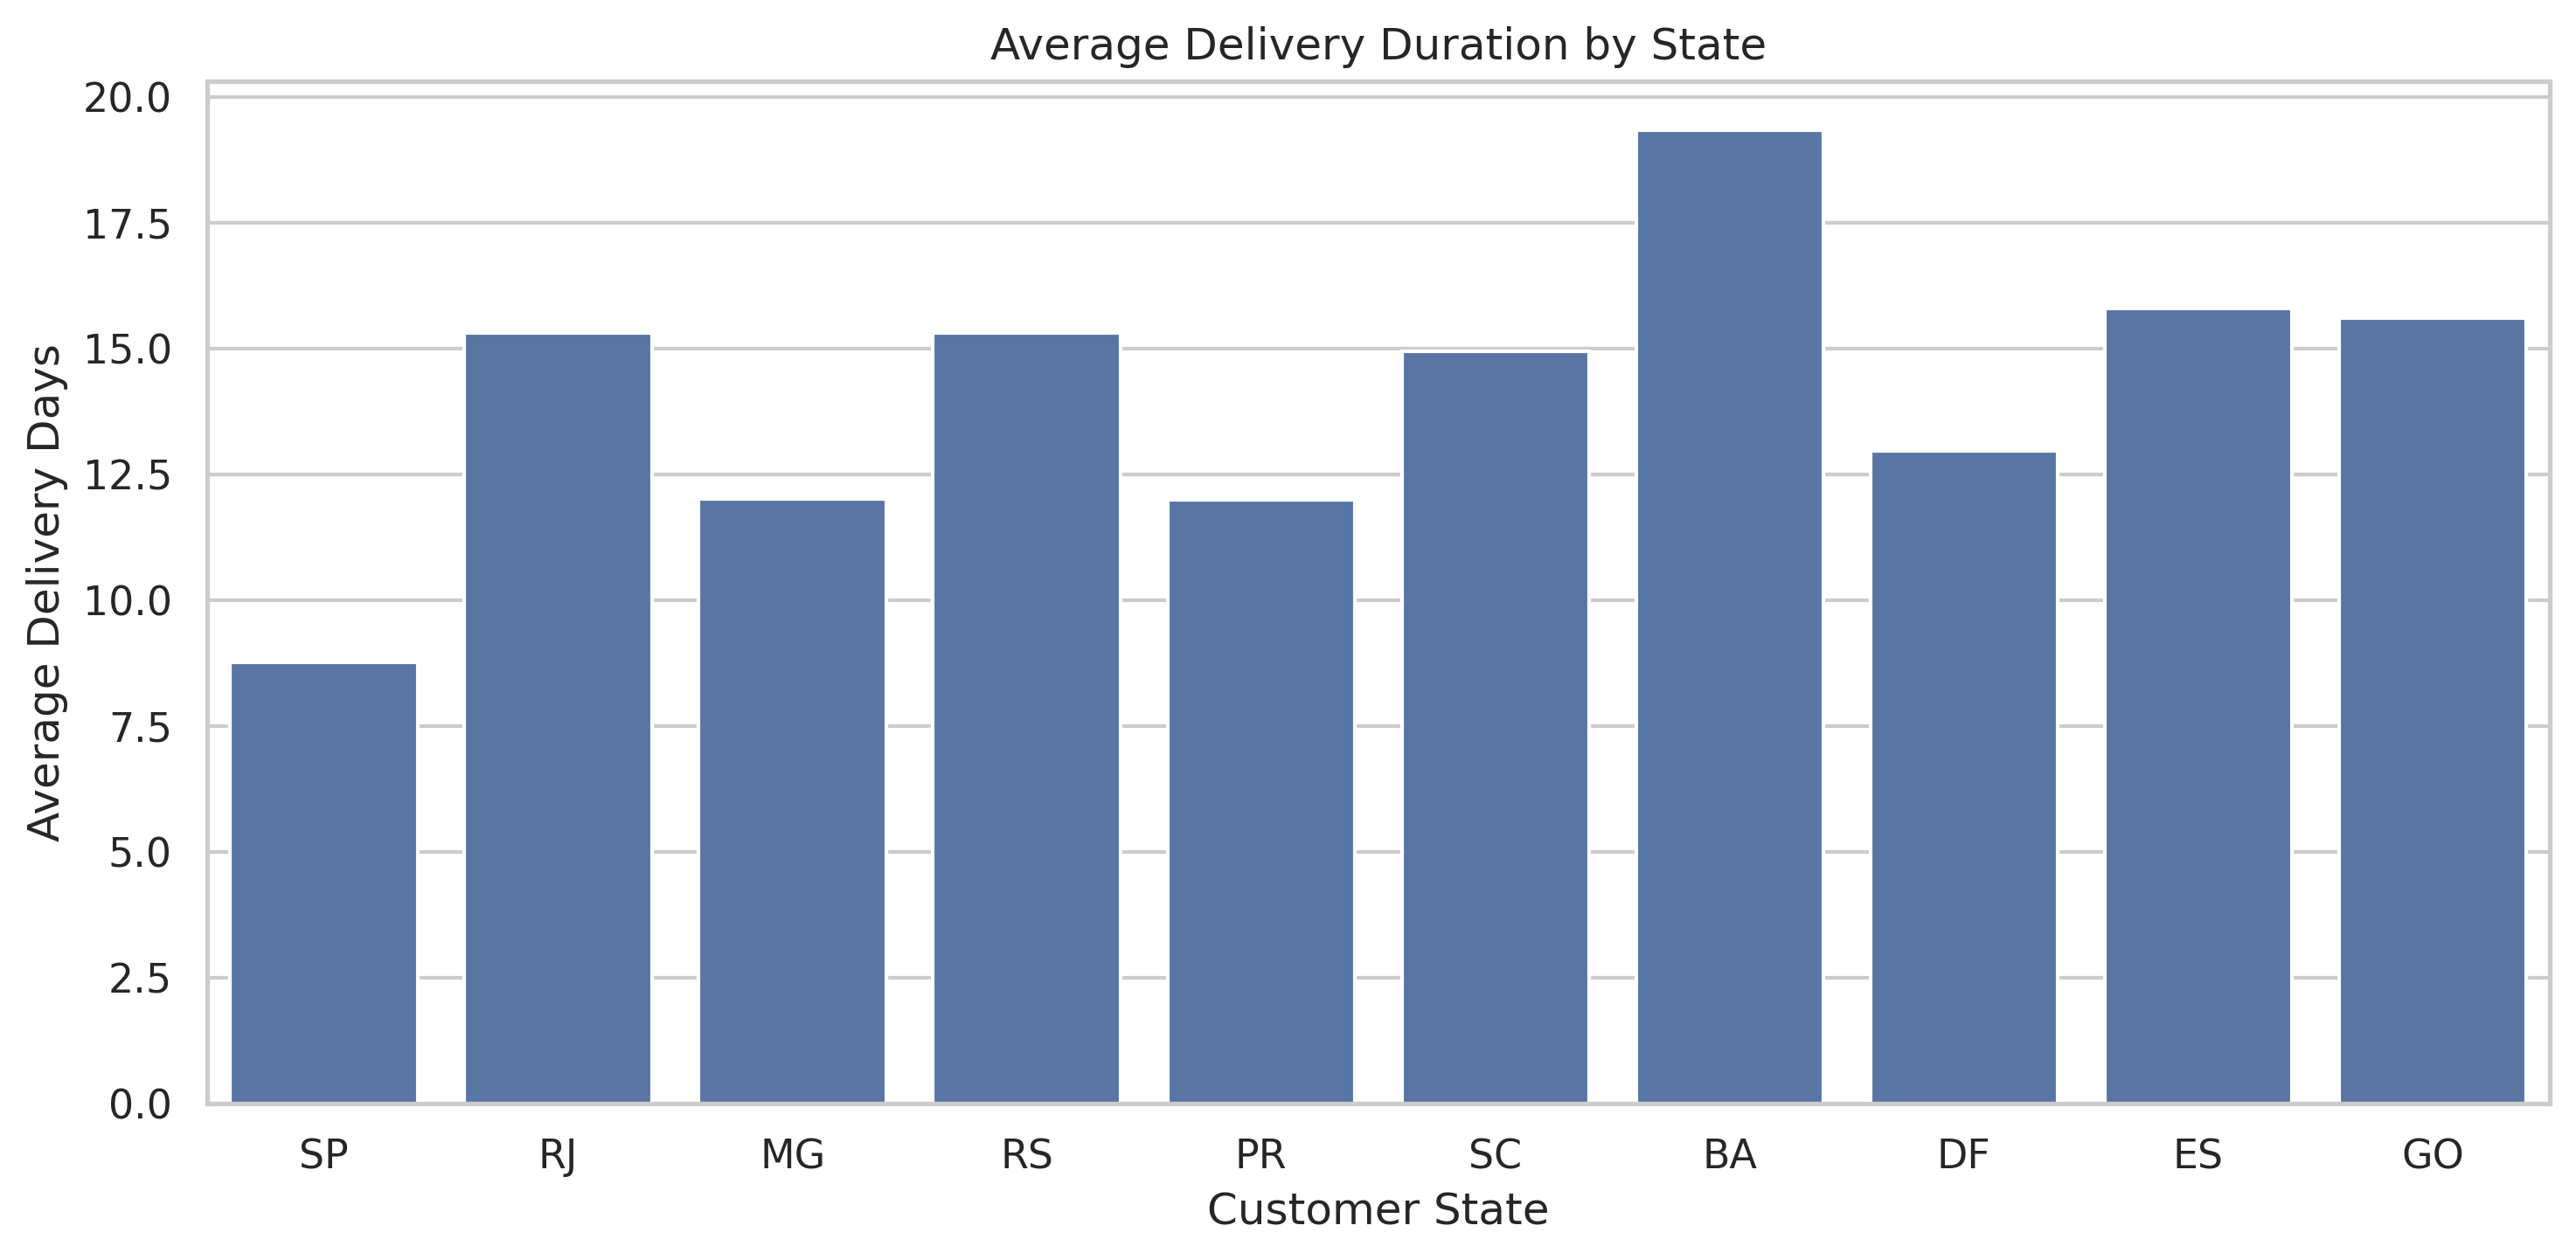 Average Delivery Duration by State
Average Delivery Days
20.0
17.5
15.0
12.5
10.0
7.5
5.0
2.5
0.0
SP RJ MG RS PR SC BA DF ES GO
Customer State